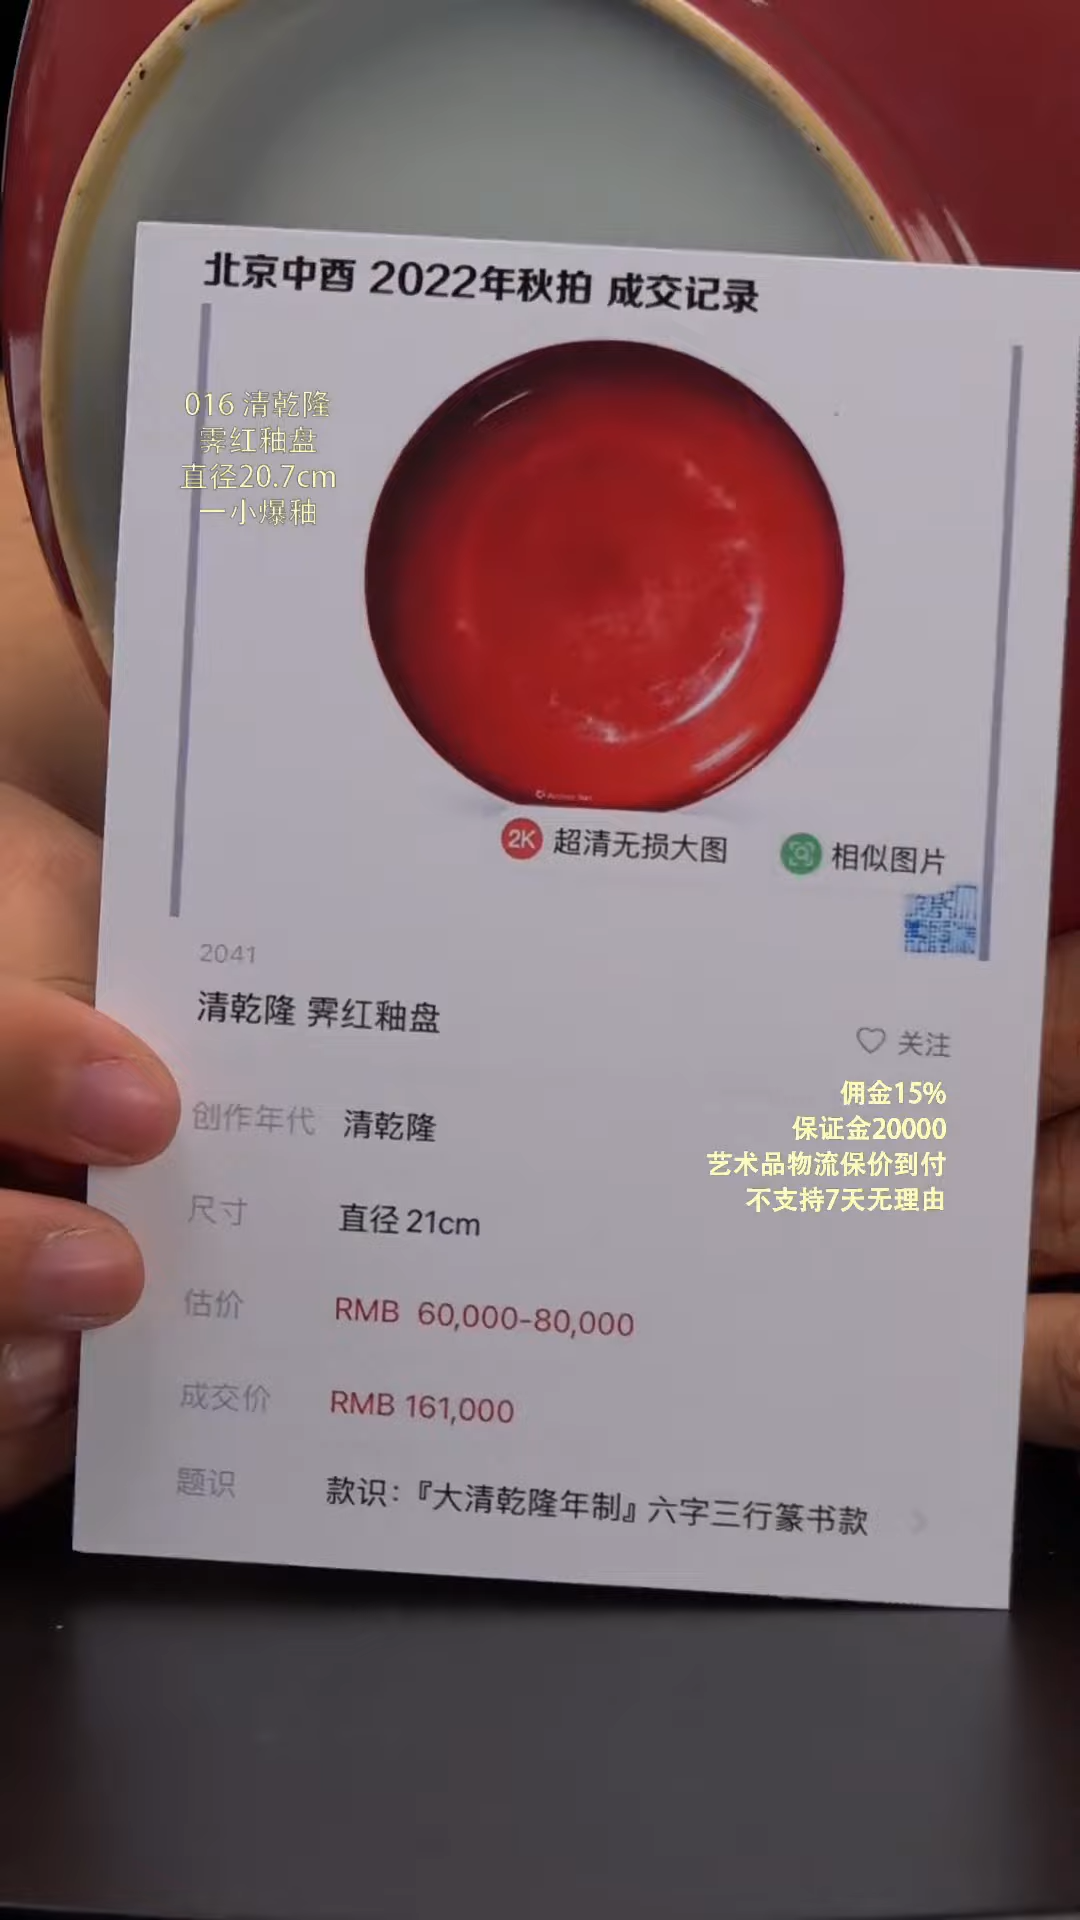 北京中酉 2022年秋拍 成交记录
016 清乾隆
霁红釉盘
直径20.7cm
一小爆釉
2K 超清无损大图
相似图片
2041
清乾隆 霁红釉盘
关注
佣金15%
保证金20000
艺术品物流保价到付
不支持7天无理由
创作年代 清乾隆
尺寸 直径21cm
估价 RMB 60,000-80,000
成交价 RMB 161,000
题识 款识：『大清乾隆年制』六字三行篆书款